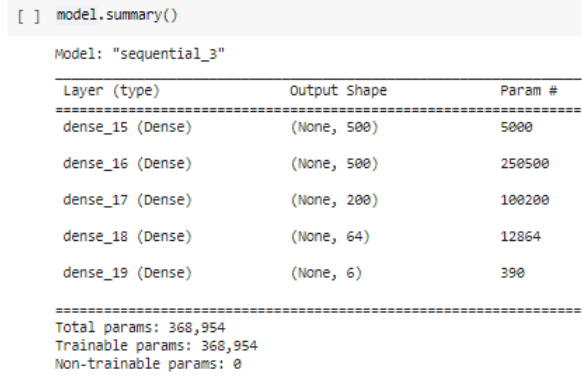 [ ] model.summary()
Model: "sequential_3"
Layer (type) Output Shape Param #
dense_15 (Dense) (None, 500) 5000
dense_16 (Dense) (None, 500) 250500
dense_17 (Dense) (None, 200) 100200
dense_18 (Dense) (None, 64) 12864
dense_19 (Dense) (None, 6) 390
Total params: 368,954
Trainable params: 368,954
Non-trainable params: 0